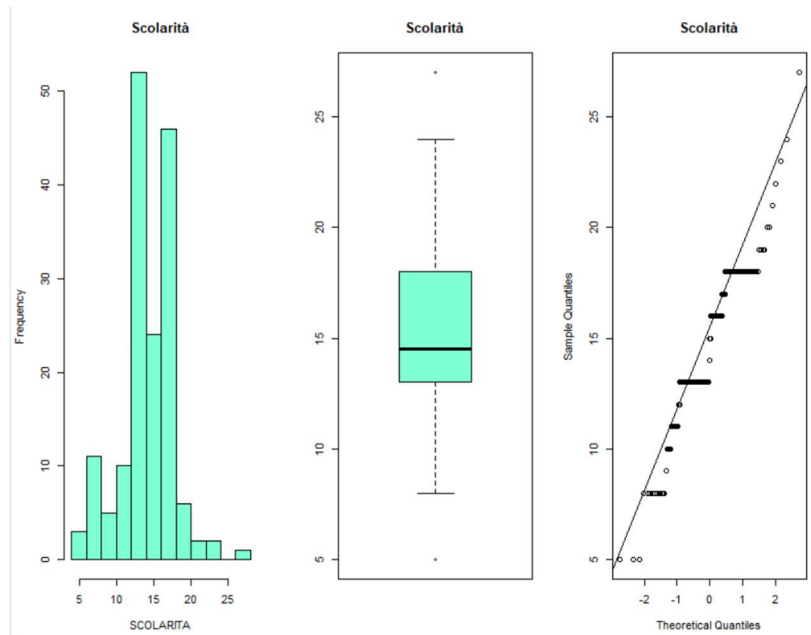 Scolarità
Frequency
50
40
30
20
10
0
5 10 15 20 25
SCOLARITA
Scolarità
25
20
15
10
5
Scolarità
Sample Quantiles
25
20
15
10
5
-2 -1 0 1 2
Theoretical Quantiles